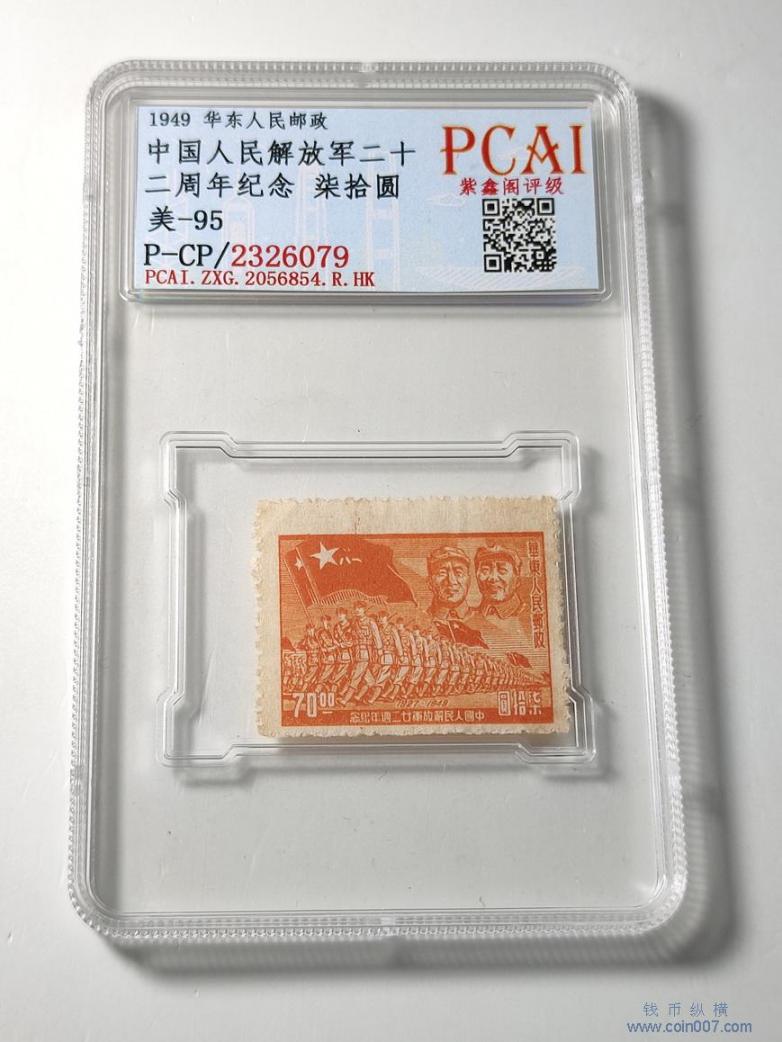 1949 华东人民邮政
中国人民解放军二十
二周年纪念 柒拾圆
美-95
P-CP/2326079
PCAI.ZXG.2056854.R.HK
PCAI
紫鑫阁评级
八一
華東人民郵政
70.00
1927-1949
圓拾柒
念紀年週二廿軍放解民人國中
钱币纵横
www.coin007.com